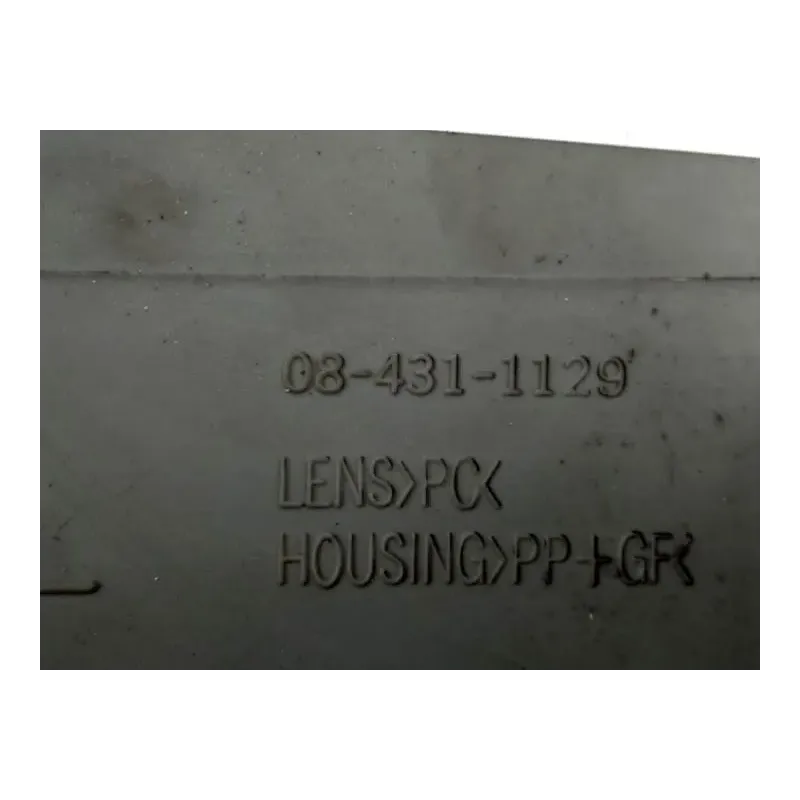 08-431-1129
LENS>PC<
HOUSING>PP+GF<